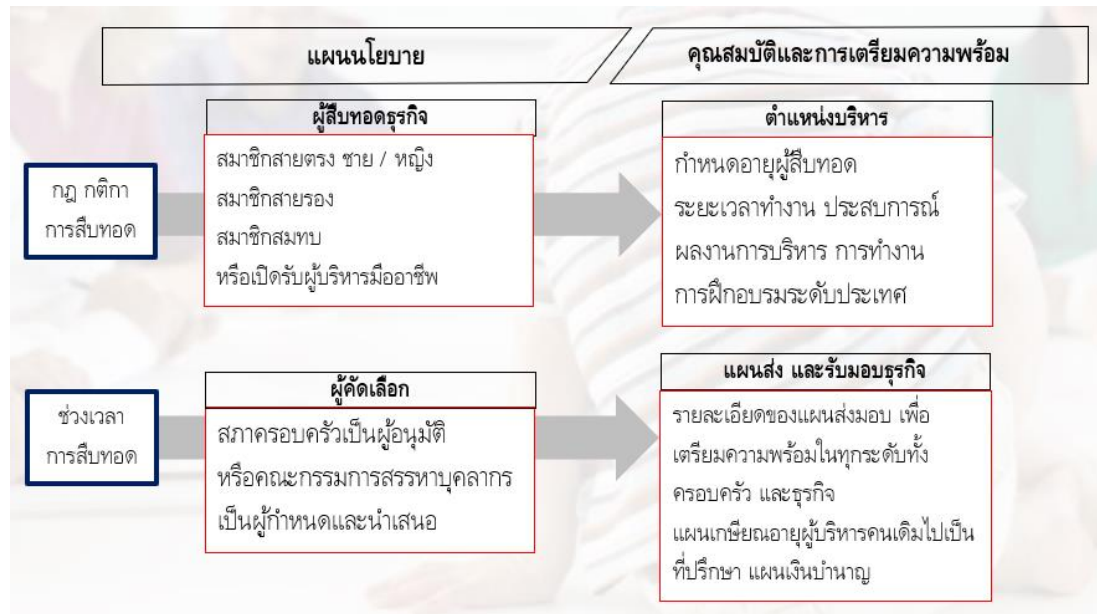 แผนนโยบาย
คุณสมบัติและการเตรียมความพร้อม
กฎ กติกา
การสืบทอด
ผู้สืบทอดธุรกิจ
สมาชิกสายตรง ชาย / หญิง
สมาชิกสายรอง
สมาชิกสมทบ
หรือเปิดรับผู้บริหารมืออาชีพ
ตำแหน่งบริหาร
กำหนดอายุผู้สืบทอด
ระยะเวลาทำงาน ประสบการณ์
ผลงานการบริหาร การทำงาน
การฝึกอบรมระดับประเทศ
ช่วงเวลา
การสืบทอด
ผู้คัดเลือก
สภาครอบครัวเป็นผู้อนุมัติ
หรือคณะกรรมการสรรหาบุคลากร
เป็นผู้กำหนดและนำเสนอ
แผนส่ง และรับมอบธุรกิจ
รายละเอียดของแผนส่งมอบ เพื่อ
เตรียมความพร้อมในทุกระดับทั้ง
ครอบครัว และธุรกิจ
แผนเกษียณอายุผู้บริหารคนเดิมไปเป็น
ที่ปรึกษา แผนเงินบำนาญ